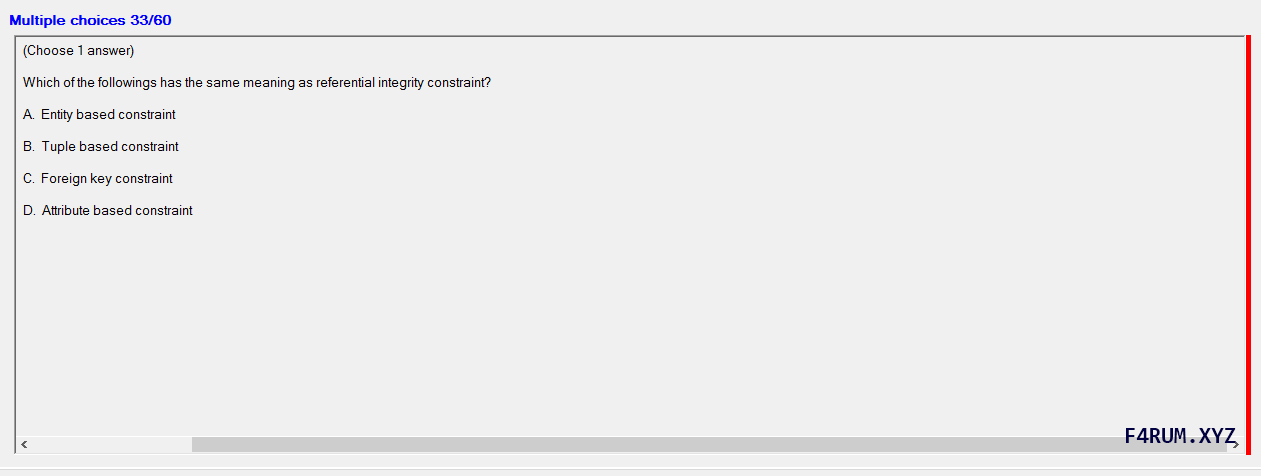 Multiple choices 33/60
(Choose 1 answer)
Which of the followings has the same meaning as referential integrity constraint?
A. Entity based constraint
B. Tuple based constraint
C. Foreign key constraint
D. Attribute based constraint
F4RUM.XYZ